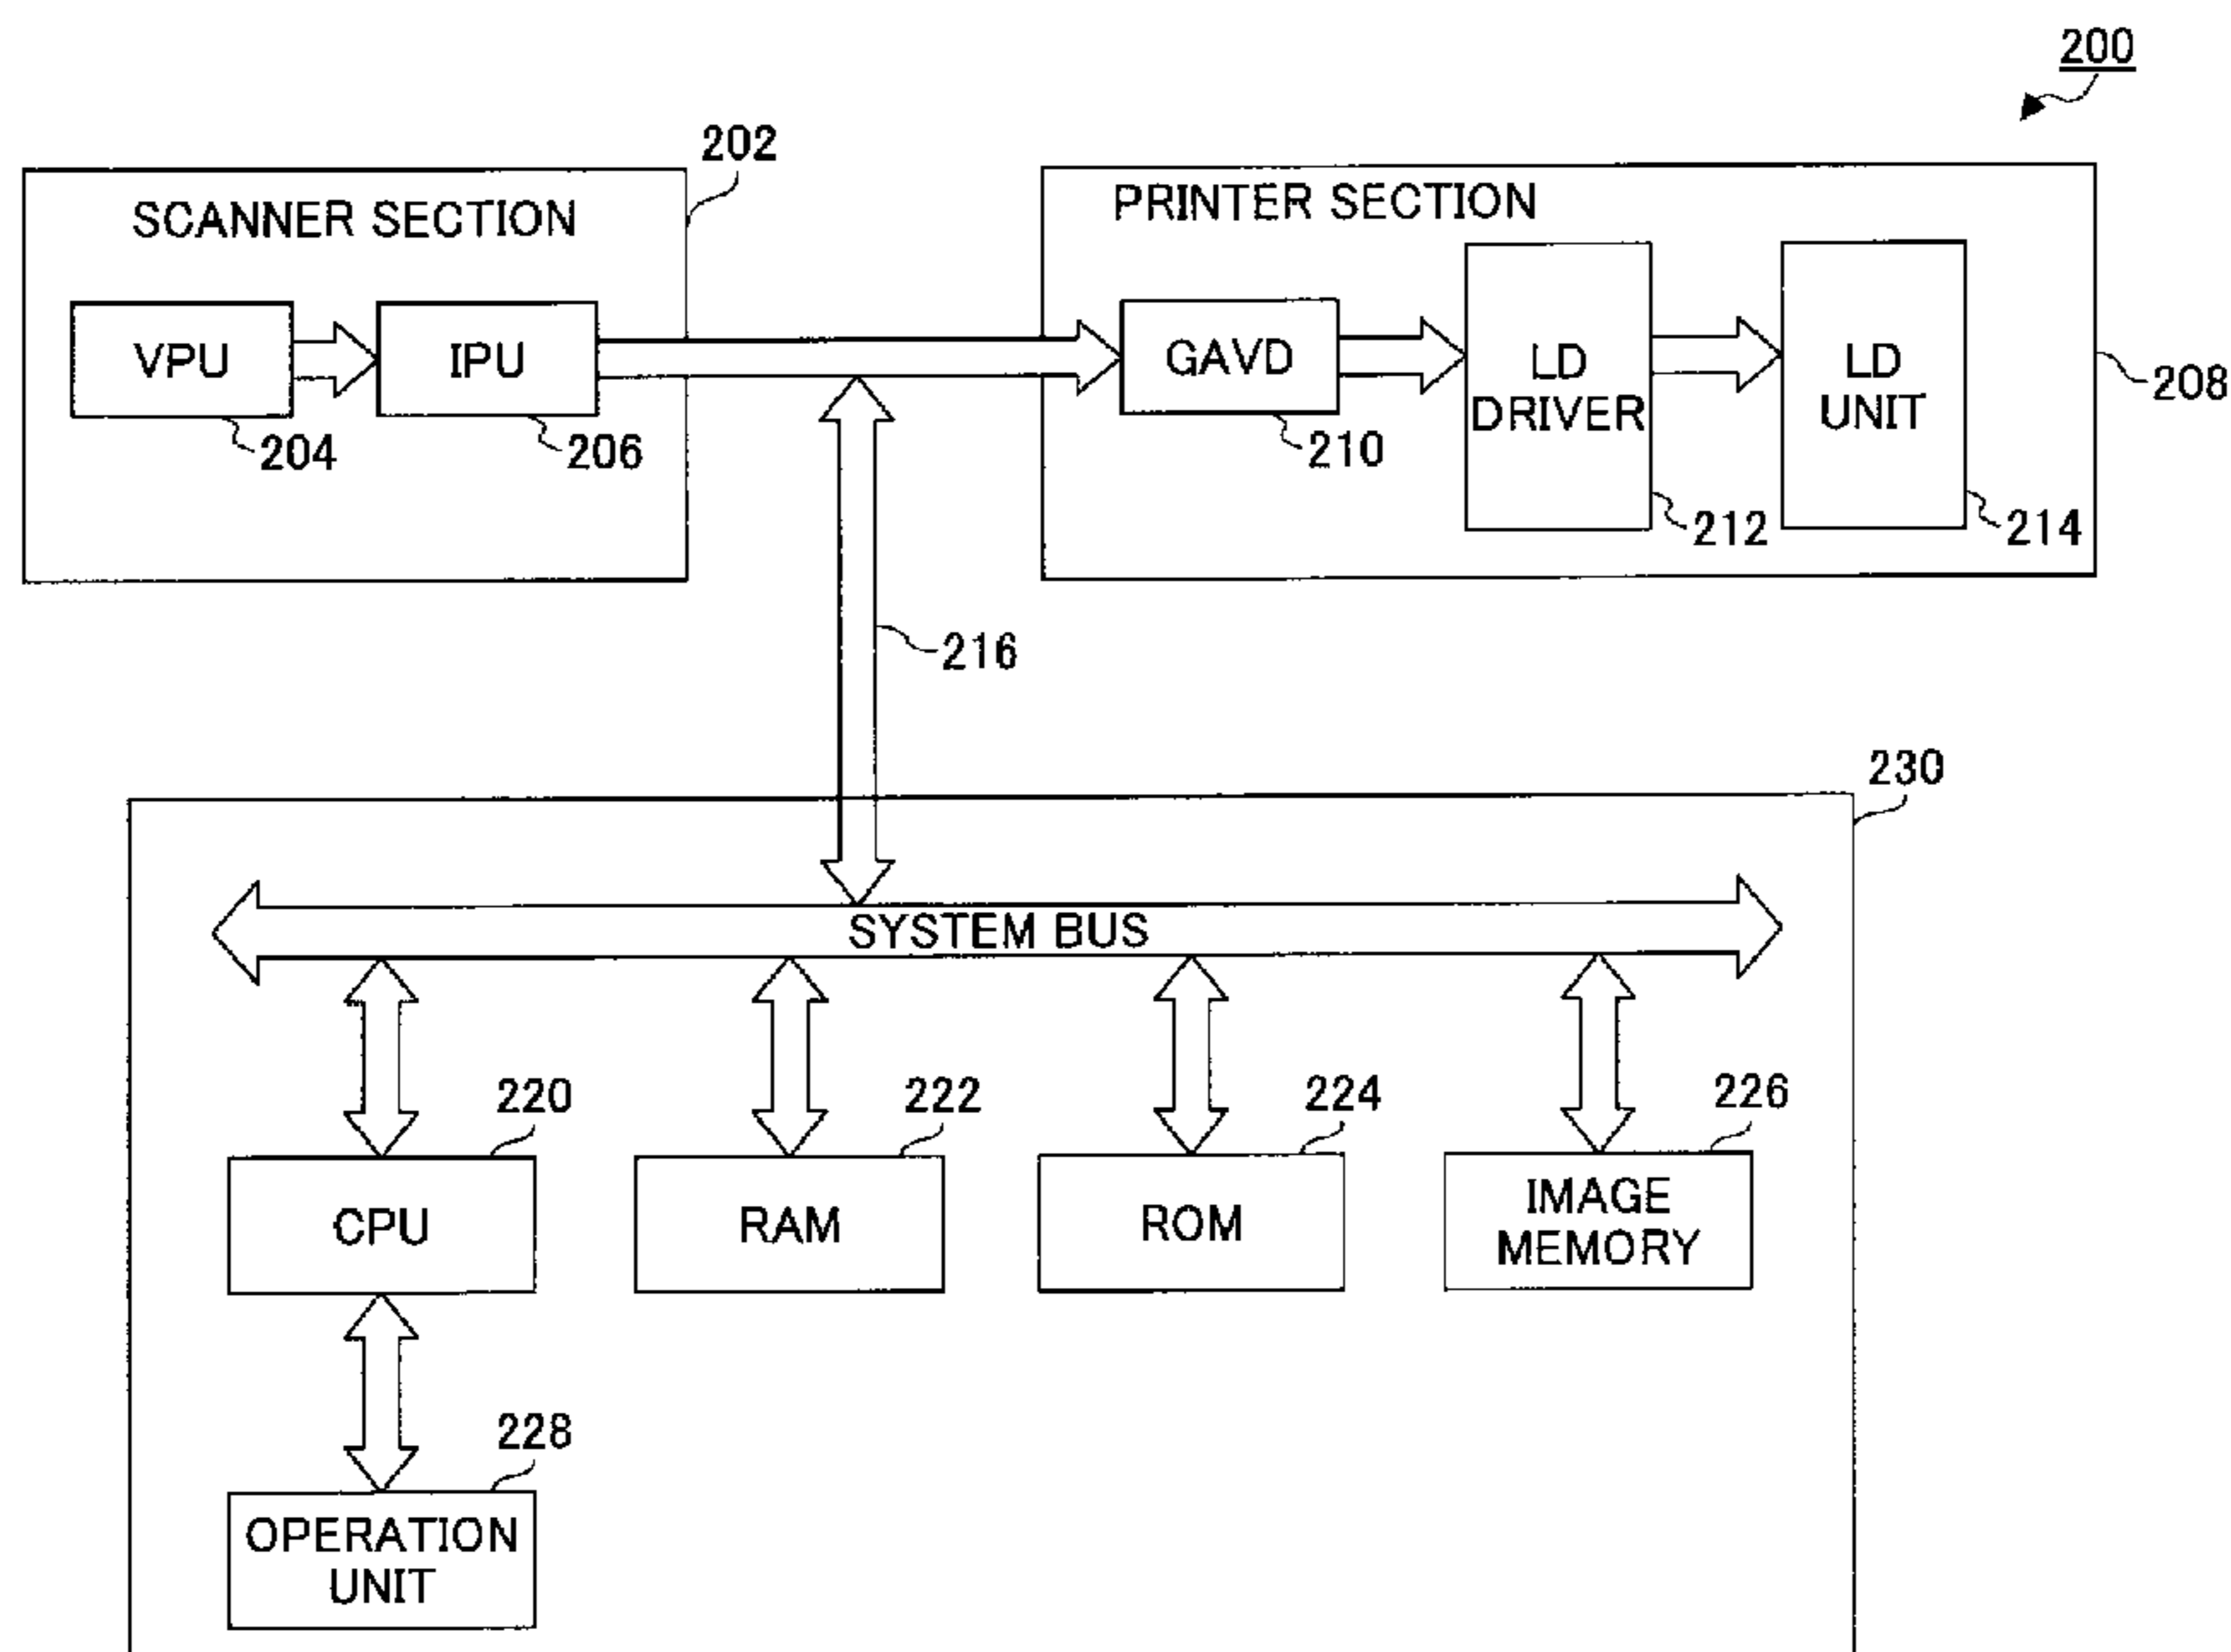 200
202
SCANNER SECTION
VPU
204
IPU
206
PRINTER SECTION
GAVD
210
LD
DRIVER
212
LD
UNIT
214
208
216
230
SYSTEM BUS
220
CPU
222
RAM
224
ROM
226
IMAGE
MEMORY
228
OPERATION
UNIT